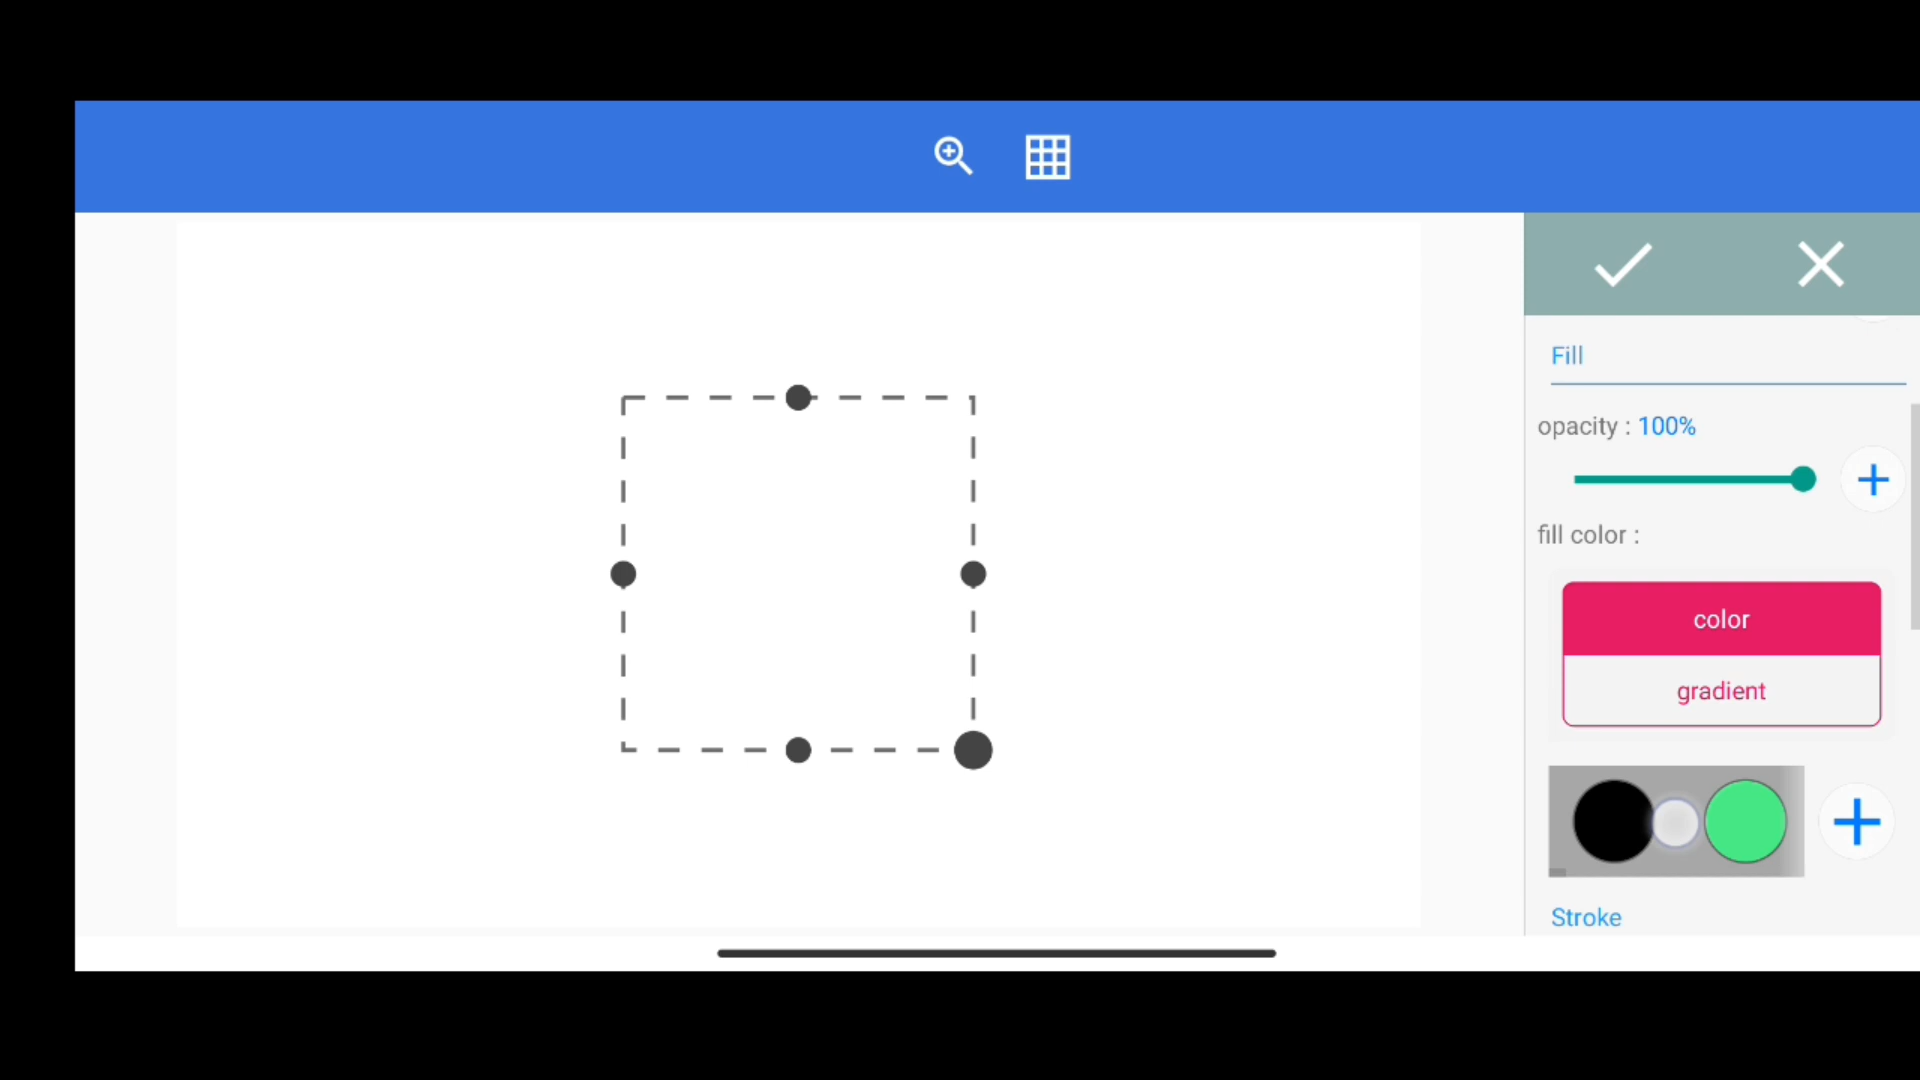 Fill
opacity : 100%
fill color :
color
gradient
Stroke